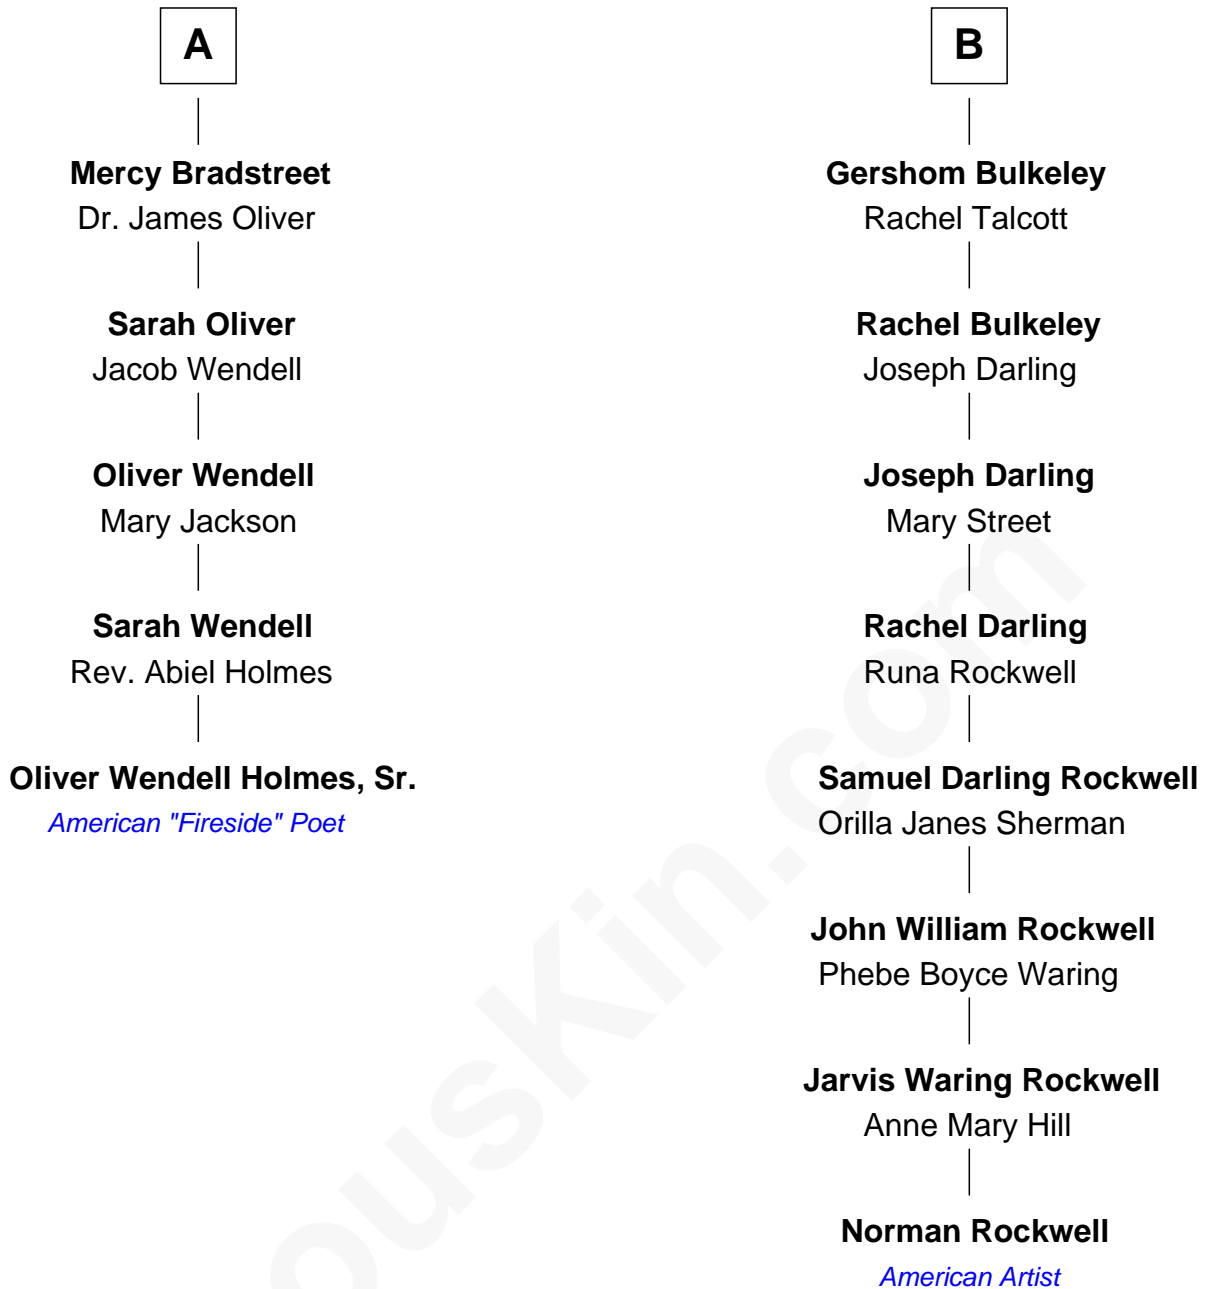 A
Mercy Bradstreet
Dr. James Oliver
Sarah Oliver
Jacob Wendell
Oliver Wendell
Mary Jackson
Sarah Wendell
Rev. Abiel Holmes
Oliver Wendell Holmes, Sr.
American "Fireside" Poet
B
Gershom Bulkeley
Rachel Talcott
Rachel Bulkeley
Joseph Darling
Joseph Darling
Mary Street
Rachel Darling
Runa Rockwell
Samuel Darling Rockwell
Orilla Janes Sherman
John William Rockwell
Phebe Boyce Waring
Jarvis Waring Rockwell
Anne Mary Hill
Norman Rockwell
American Artist
ousKin.com